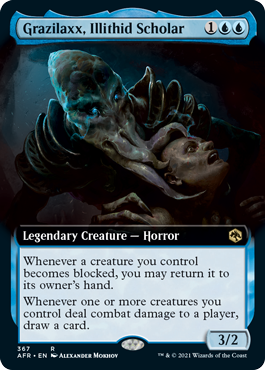 Grazilaxx, Illithid Scholar 1
Legendary Creature — Horror
Whenever a creature you control
becomes blocked, you may return it to
its owner's hand.
Whenever one or more creatures you
control deal combat damage to a player,
draw a card.
3/2
367 R
AFR • EN ALEXANDER MOKHOV
™ & © 2021 Wizards of the Coast